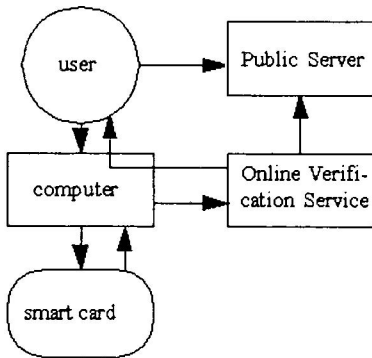 user
Public Server
computer
Online Verifi-
cation Service
smart card